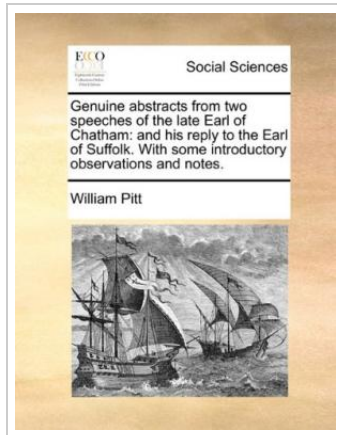 ECCO
Social Sciences
Genuine abstracts from two
speeches of the late Earl of
Chatham: and his reply to the Earl
of Suffolk. With some introductory
observations and notes.
William Pitt